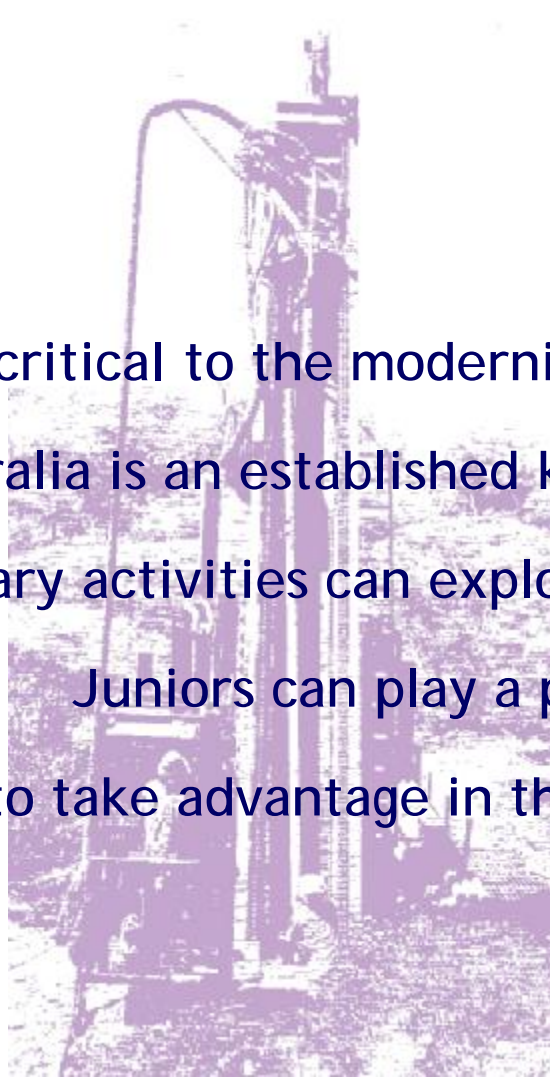 critical to the moderni
ralia is an established k
ary activities can explo
Juniors can play a p
to take advantage in th